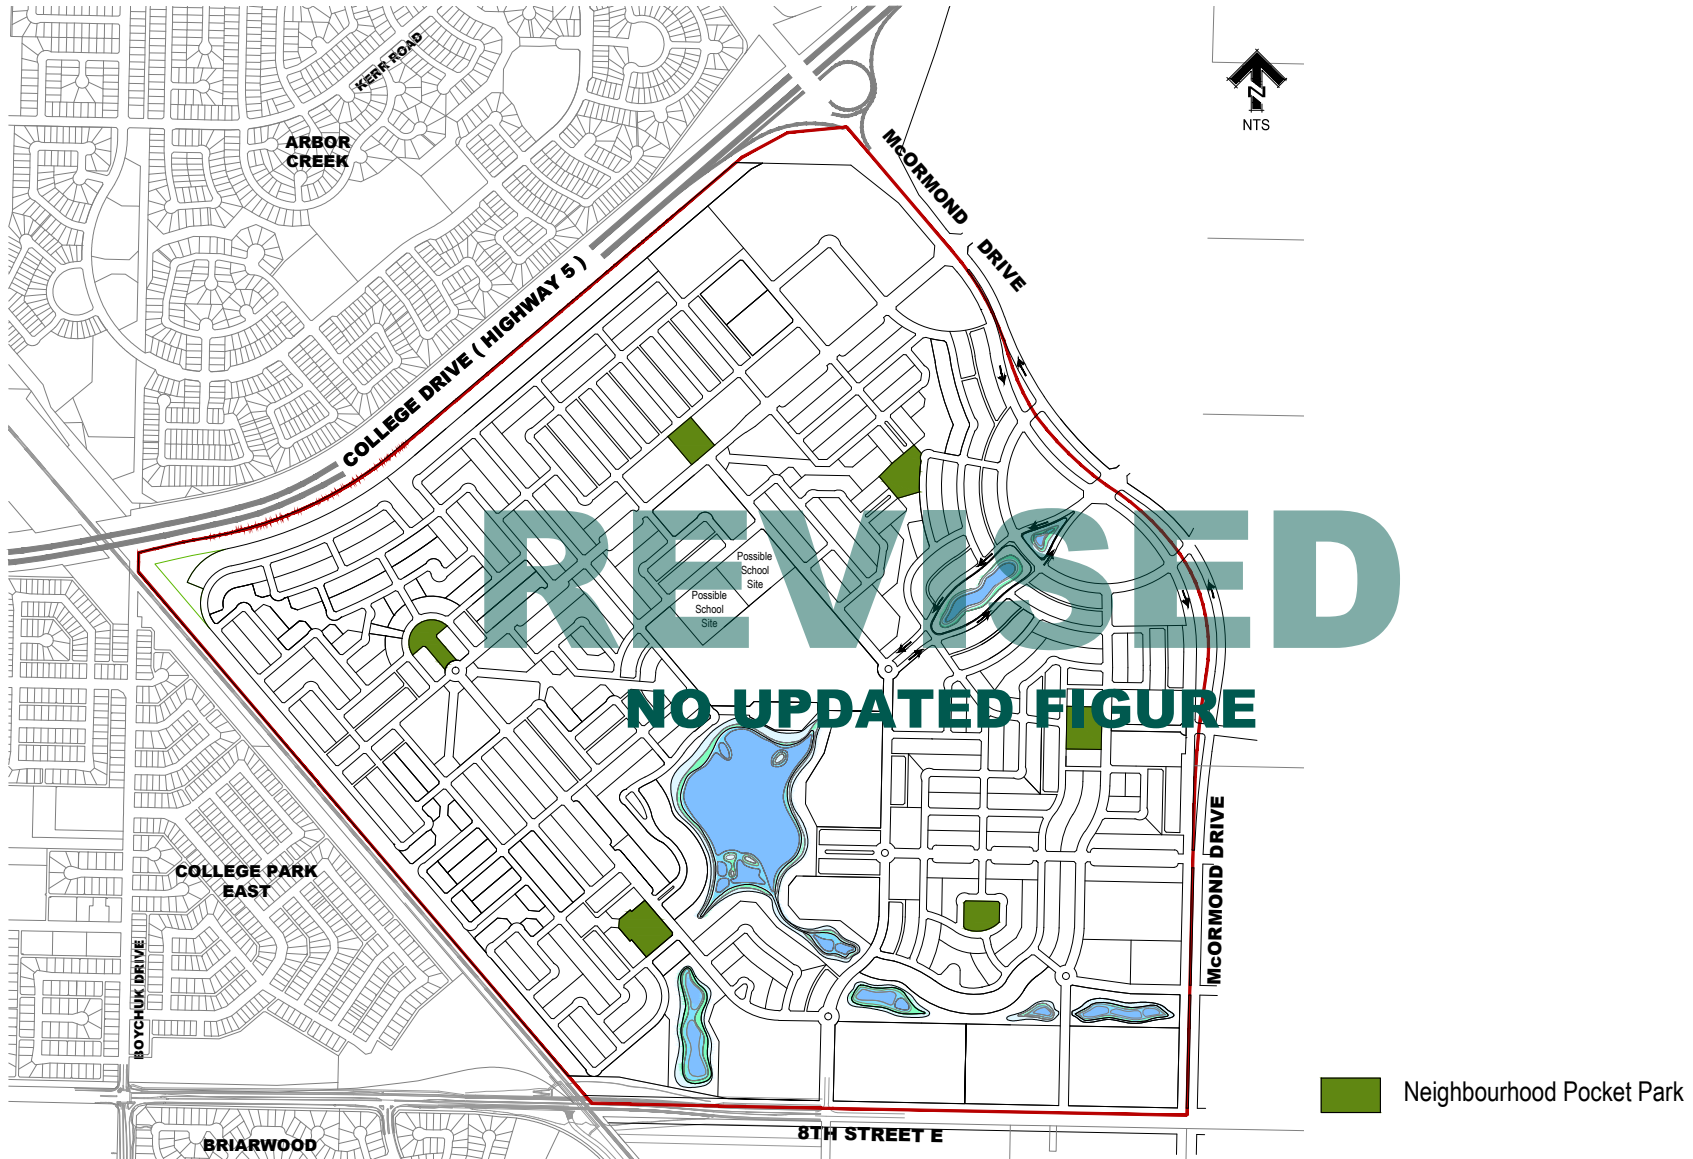 KERR ROAD
ARBOR
CREEK
NTS
McORMOND
DRIVE
COLLEGE DRIVE ( HIGHWAY 5 )
REVISED
Possible
School
Site
Possible
School
Site
NO UPDATED FIGURE
COLLEGE PARK
EAST
McORMOND DRIVE
BOYCHUK DRIVE
Neighbourhood Pocket Park
8TH STREET E
BRIARWOOD